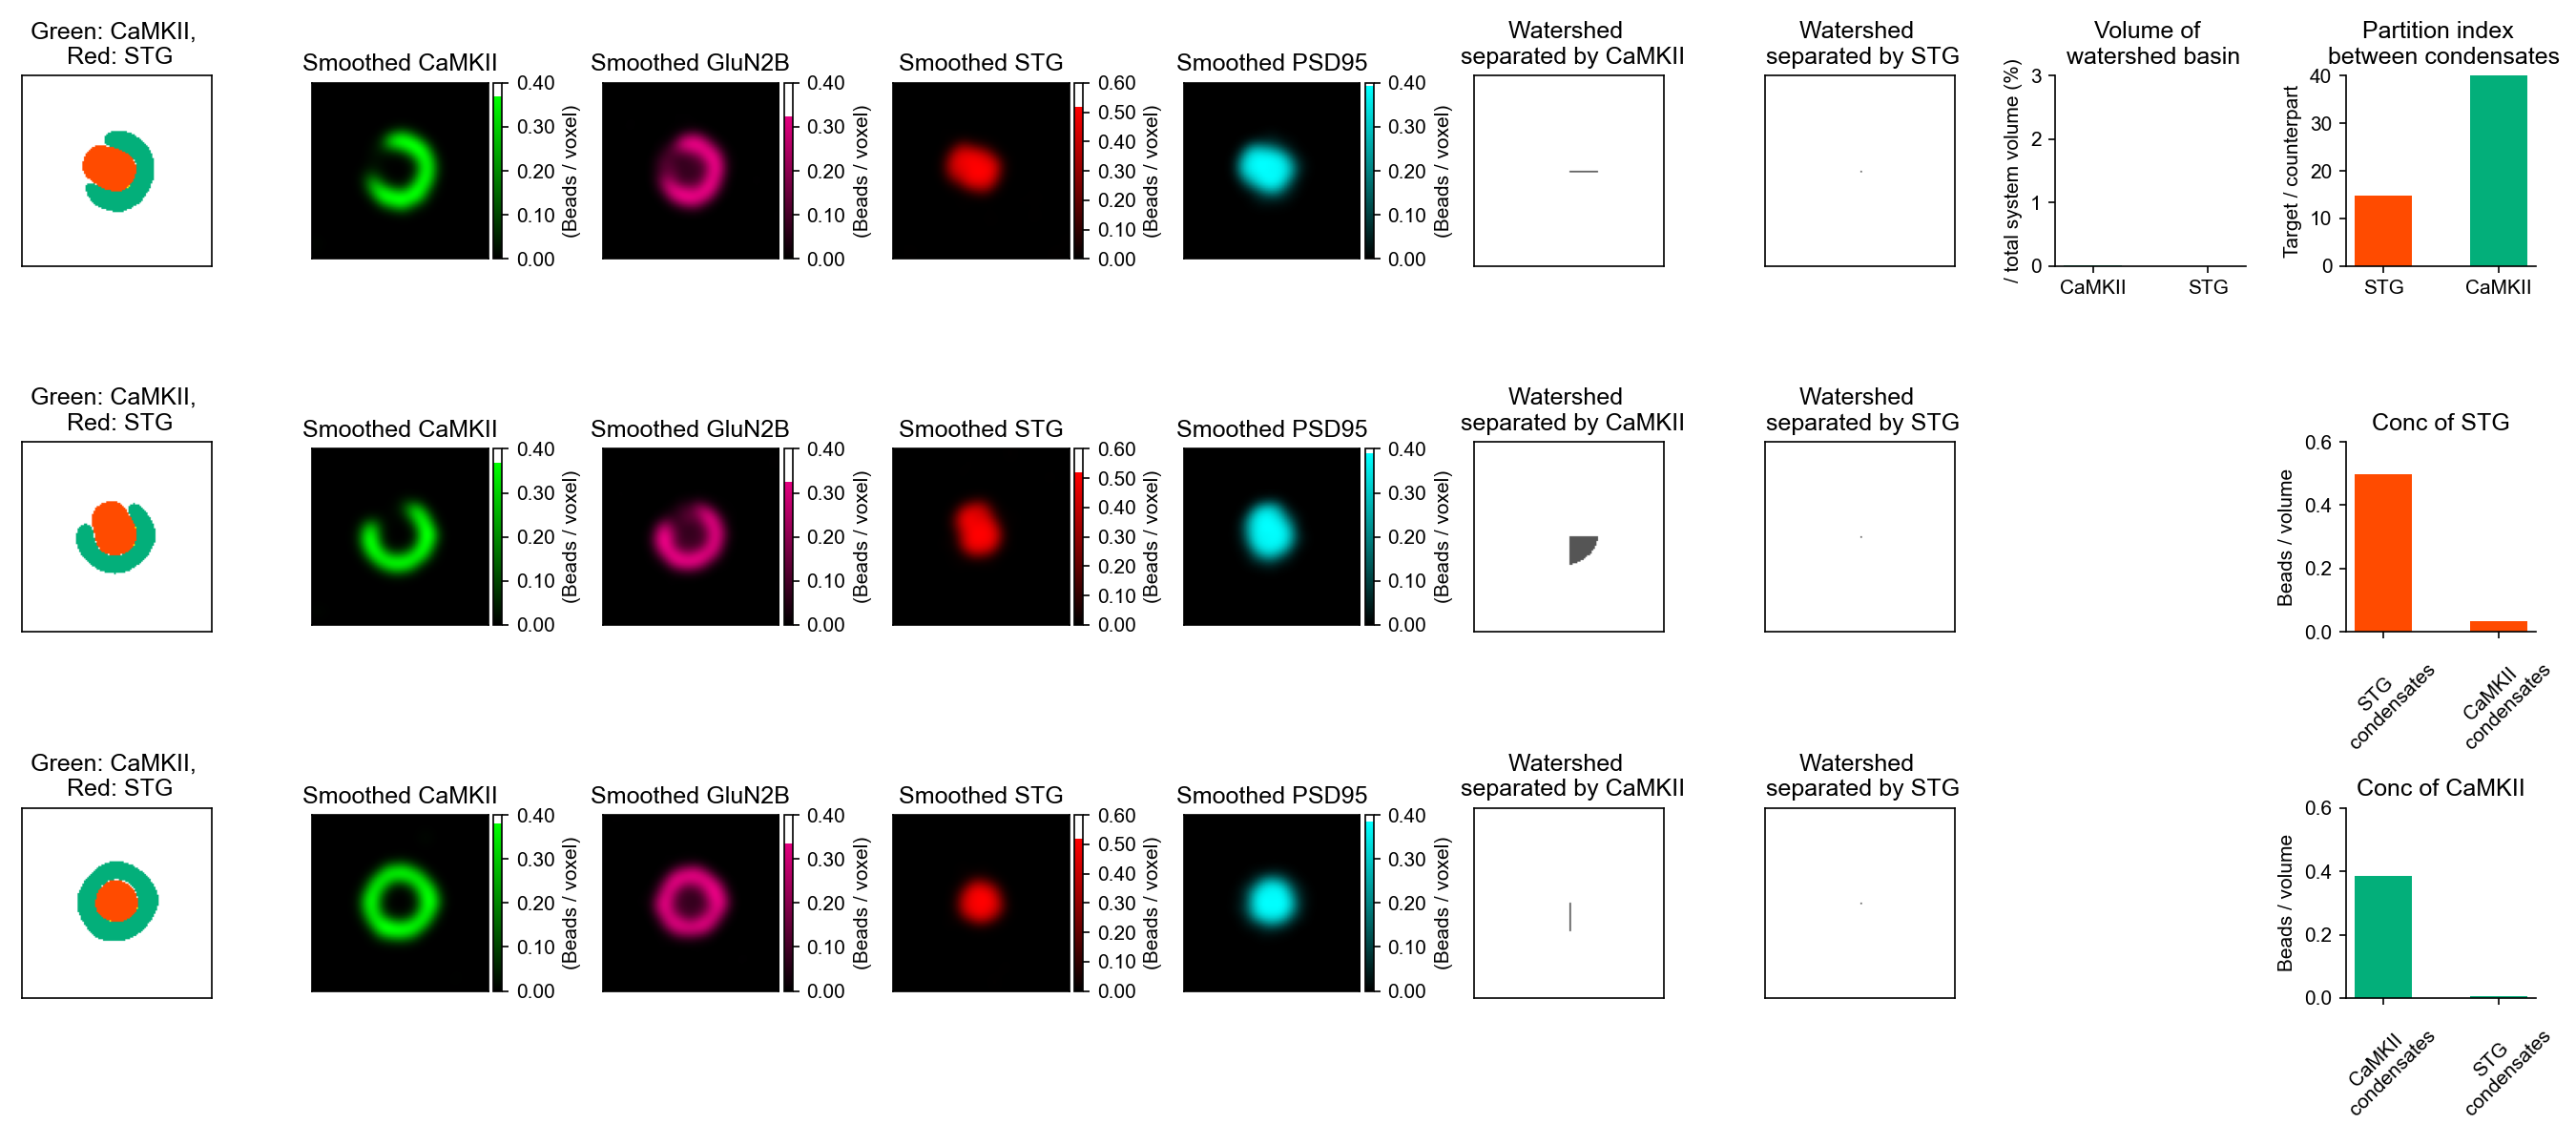 Green: CaMKII,
Red: STG
Smoothed CaMKII
0.40
0.30
0.20
0.10
0.00
(Beads / voxel)
Smoothed GluN2B
0.40
0.30
0.20
0.10
0.00
(Beads / voxel)
Smoothed STG
0.60
0.50
0.40
0.30
0.20
0.10
0.00
(Beads / voxel)
Smoothed PSD95
0.40
0.30
0.20
0.10
0.00
(Beads / voxel)
Watershed
separated by CaMKII
Watershed
separated by STG
Volume of
watershed basin
/ total system volume (%)
3
2
1
0
CaMKII
STG
Partition index
between condensates
Target / counterpart
40
30
20
10
0
STG
CaMKII
Green: CaMKII,
Red: STG
Smoothed CaMKII
0.40
0.30
0.20
0.10
0.00
(Beads / voxel)
Smoothed GluN2B
0.40
0.30
0.20
0.10
0.00
(Beads / voxel)
Smoothed STG
0.60
0.50
0.40
0.30
0.20
0.10
0.00
(Beads / voxel)
Smoothed PSD95
0.40
0.30
0.20
0.10
0.00
(Beads / voxel)
Watershed
separated by CaMKII
Watershed
separated by STG
Conc of STG
Beads / volume
0.6
0.4
0.2
0.0
STG
condensates
CaMKII
condensates
Green: CaMKII,
Red: STG
Smoothed CaMKII
0.40
0.30
0.20
0.10
0.00
(Beads / voxel)
Smoothed GluN2B
0.40
0.30
0.20
0.10
0.00
(Beads / voxel)
Smoothed STG
0.60
0.50
0.40
0.30
0.20
0.10
0.00
(Beads / voxel)
Smoothed PSD95
0.40
0.30
0.20
0.10
0.00
(Beads / voxel)
Watershed
separated by CaMKII
Watershed
separated by STG
Conc of CaMKII
Beads / volume
0.6
0.4
0.2
0.0
CaMKII
condensates
STG
condensates